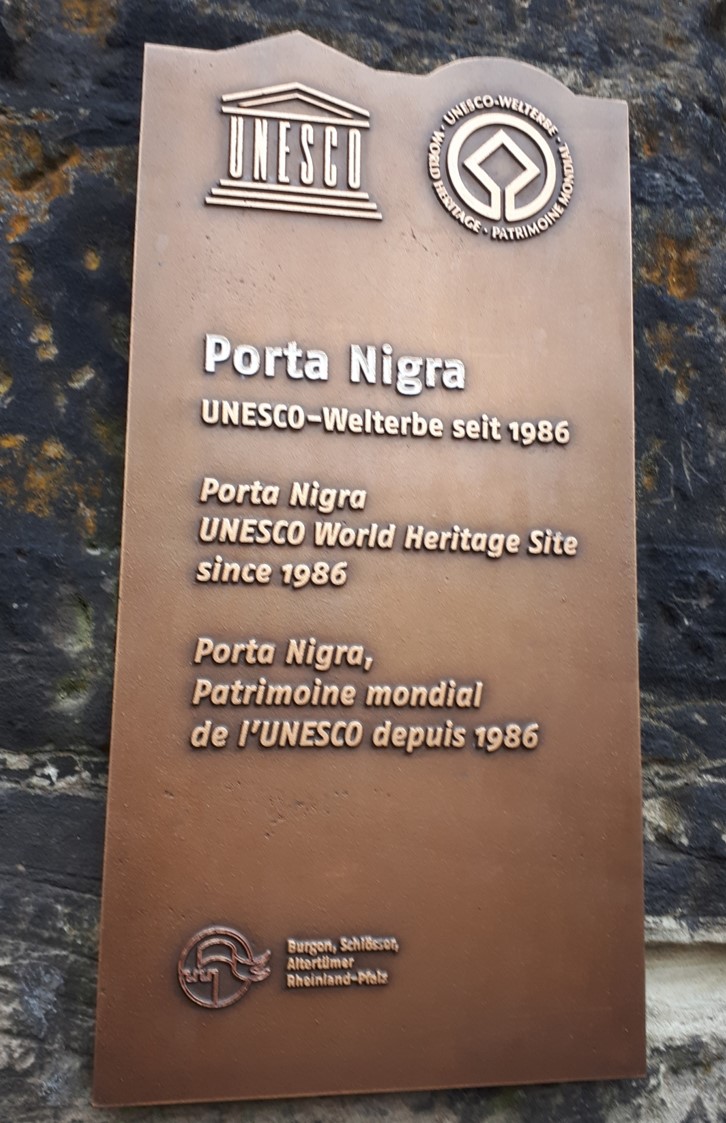 UNESCO
UNESCO-WELTERBE · PATRIMOINE MONDIAL · WORLD HERITAGE ·
Porta Nigra
UNESCO-Welterbe seit 1986
Porta Nigra
UNESCO World Heritage Site
since 1986
Porta Nigra,
Patrimoine mondial
de l'UNESCO depuis 1986
Burgen, Schlösser,
Altertümer
Rheinland-Pfalz